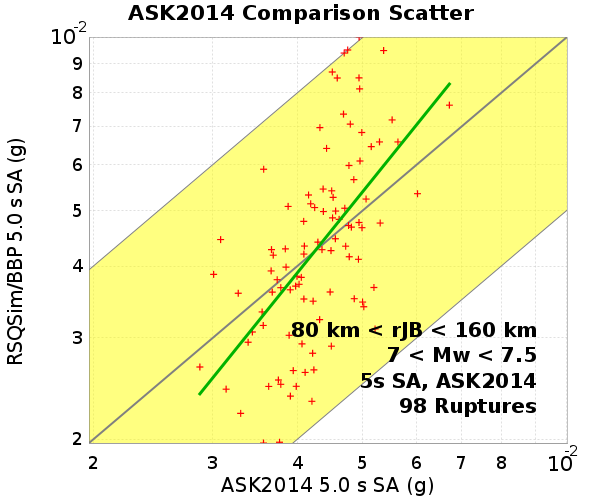 ASK2014 Comparison Scatter
10-2
9
8
7
6
5
4
3
2
RSQSim/BBP 5.0 s SA (g)
80 km < rJB < 160 km
7 < Mw < 7.5
5s SA, ASK2014
98 Ruptures
2 3 4 5 6 7 8 10-2
ASK2014 5.0 s SA (g)